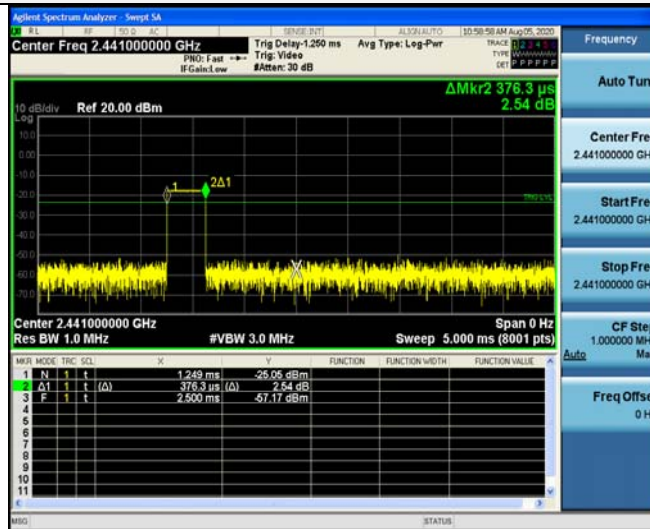 Agilent Spectrum Analyzer - Swept SA
RL RF 50 Ω AC SENSE:INT ALIGN AUTO 10:58:58 AM Aug 05, 2020
Center Freq 2.441000000 GHz
PNO: Fast
IFGain:Low
Trig Delay-1.250 ms
Trig: Video
#Atten: 30 dB
Avg Type: Log-Pwr
TRACE 1 2 3 4 5 6
TYPE
DET P P P P P P
ΔMkr2 376.3 µs
2.54 dB
10 dB/div Ref 20.00 dBm
Log
10.0
0.00
-10.0
-20.0
-30.0
-40.0
-50.0
-60.0
-70.0
1
2Δ1
TRIG LVL
Center 2.441000000 GHz Span 0 Hz
Res BW 1.0 MHz #VBW 3.0 MHz Sweep 5.000 ms (8001 pts)
MKR MODE TRC SCL X Y FUNCTION FUNCTION WIDTH FUNCTION VALUE
1 N 1 t 1.249 ms -25.05 dBm
2 Δ1 1 t (Δ) 376.3 µs (Δ) 2.54 dB
3 F 1 t 2.500 ms -57.17 dBm
4
5
6
7
8
9
10
11
MSG STATUS
Frequency
Auto Tun
Center Fre
2.441000000 GH
Start Fre
2.441000000 GH
Stop Fre
2.441000000 GH
CF Ste
1.000000 MH
Auto Ma
Freq Offse
0 H